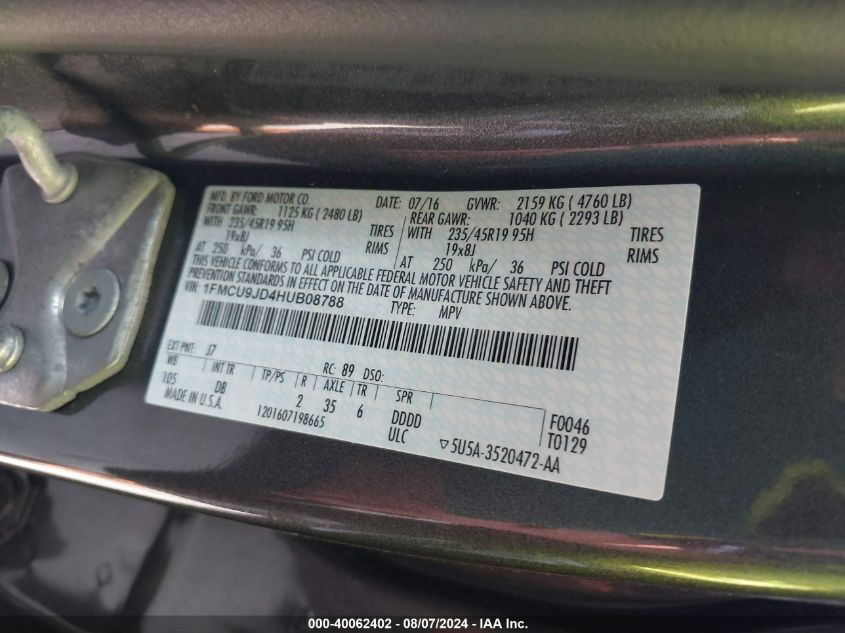 MFD. BY FORD MOTOR CO. DATE: 07/16 GVWR: 2159 KG ( 4760 LB)
FRONT GAWR: 1125 KG ( 2480 LB) REAR GAWR: 1040 KG ( 2293 LB)
WITH 235/45R19 95H TIRES WITH 235/45R19 95H TIRES
19x8J RIMS 19x8J RIMS
AT 250 kPa/ 36 PSI COLD AT 250 kPa/ 36 PSI COLD
THIS VEHICLE CONFORMS TO ALL APPLICABLE FEDERAL MOTOR VEHICLE SAFETY AND THEFT
PREVENTION STANDARDS IN EFFECT ON THE DATE OF MANUFACTURE SHOWN ABOVE.
VIN: 1FMCU9JD4HUB08788
TYPE: MPV
EXT PNT: J7 RC: 89 DSO:
WB INT TR TP/PS R AXLE TR SPR
105 DB 2 35 6 DDDD F0046
MADE IN U.S.A. 1201607198665 ULC T0129
▽5U5A-3520472-AA
000-40062402 - 08/07/2024 - IAA Inc.